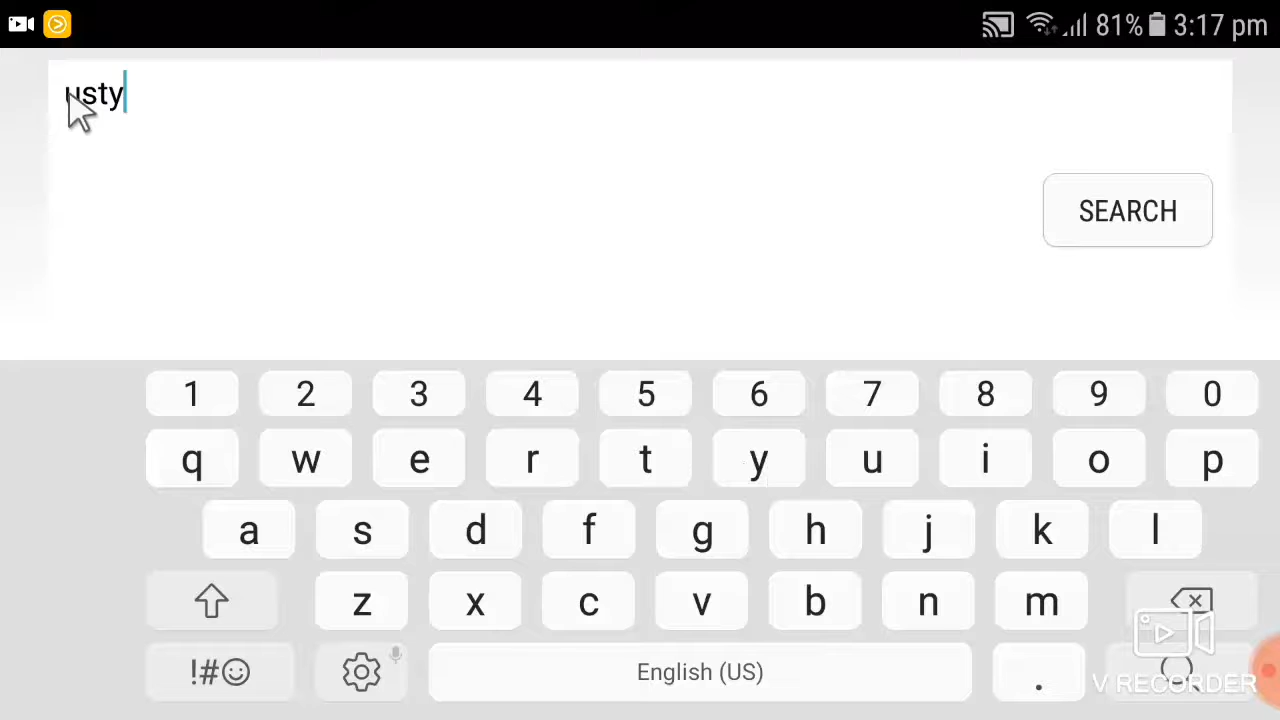 81% 3:17 pm
usty
SEARCH
1 2 3 4 5 6 7 8 9 0
q w e r t y u i o p
a s d f g h j k l
z x c v b n m
!#☺ English (US) .
V RECORDER